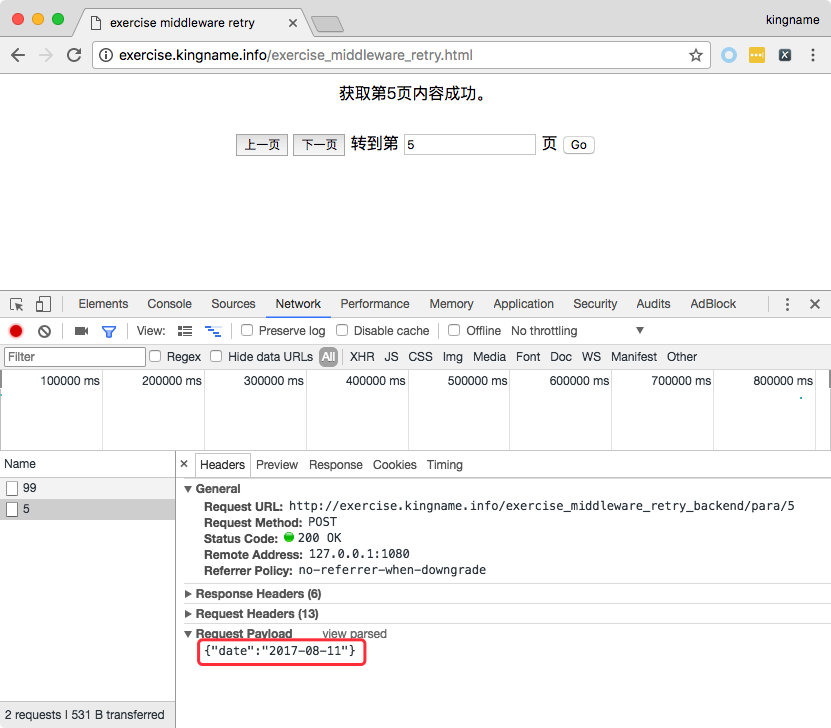 exercise middleware retry
kingname
exercise.kingname.info/exercise_middleware_retry.html
获取第5页内容成功。
上一页 下一页 转到第 5 页 Go
Elements Console Sources Network Performance Memory Application Security Audits AdBlock
View: Preserve log Disable cache Offline No throttling
Filter Regex Hide data URLs All XHR JS CSS Img Media Font Doc WS Manifest Other
100000 ms 200000 ms 300000 ms 400000 ms 500000 ms 600000 ms 700000 ms 800000 ms
Name
Headers Preview Response Cookies Timing
99
5
General
Request URL: http://exercise.kingname.info/exercise_middleware_retry_backend/para/5
Request Method: POST
Status Code: 200 OK
Remote Address: 127.0.0.1:1080
Referrer Policy: no-referrer-when-downgrade
Response Headers (6)
Request Headers (13)
Request Payload view parsed
{"date":"2017-08-11"}
2 requests | 531 B transferred